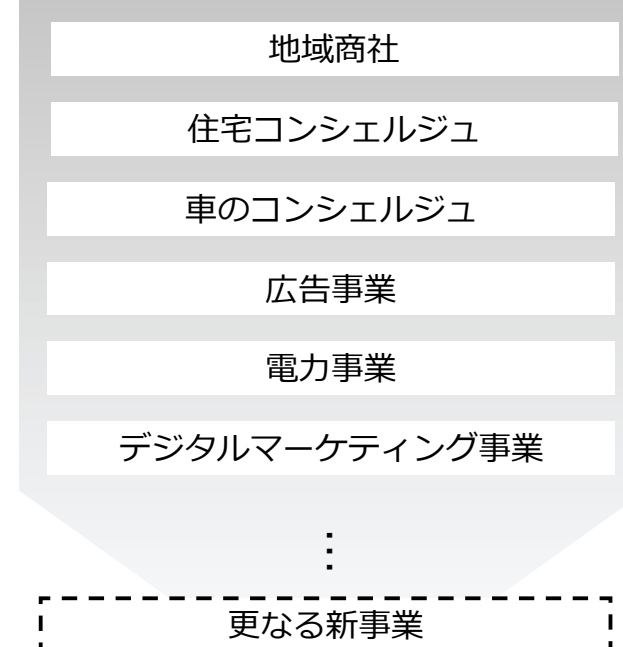 地域商社
住宅コンシェルジュ
車のコンシェルジュ
広告事業
電力事業
デジタルマーケティング事業
⋮
更なる新事業